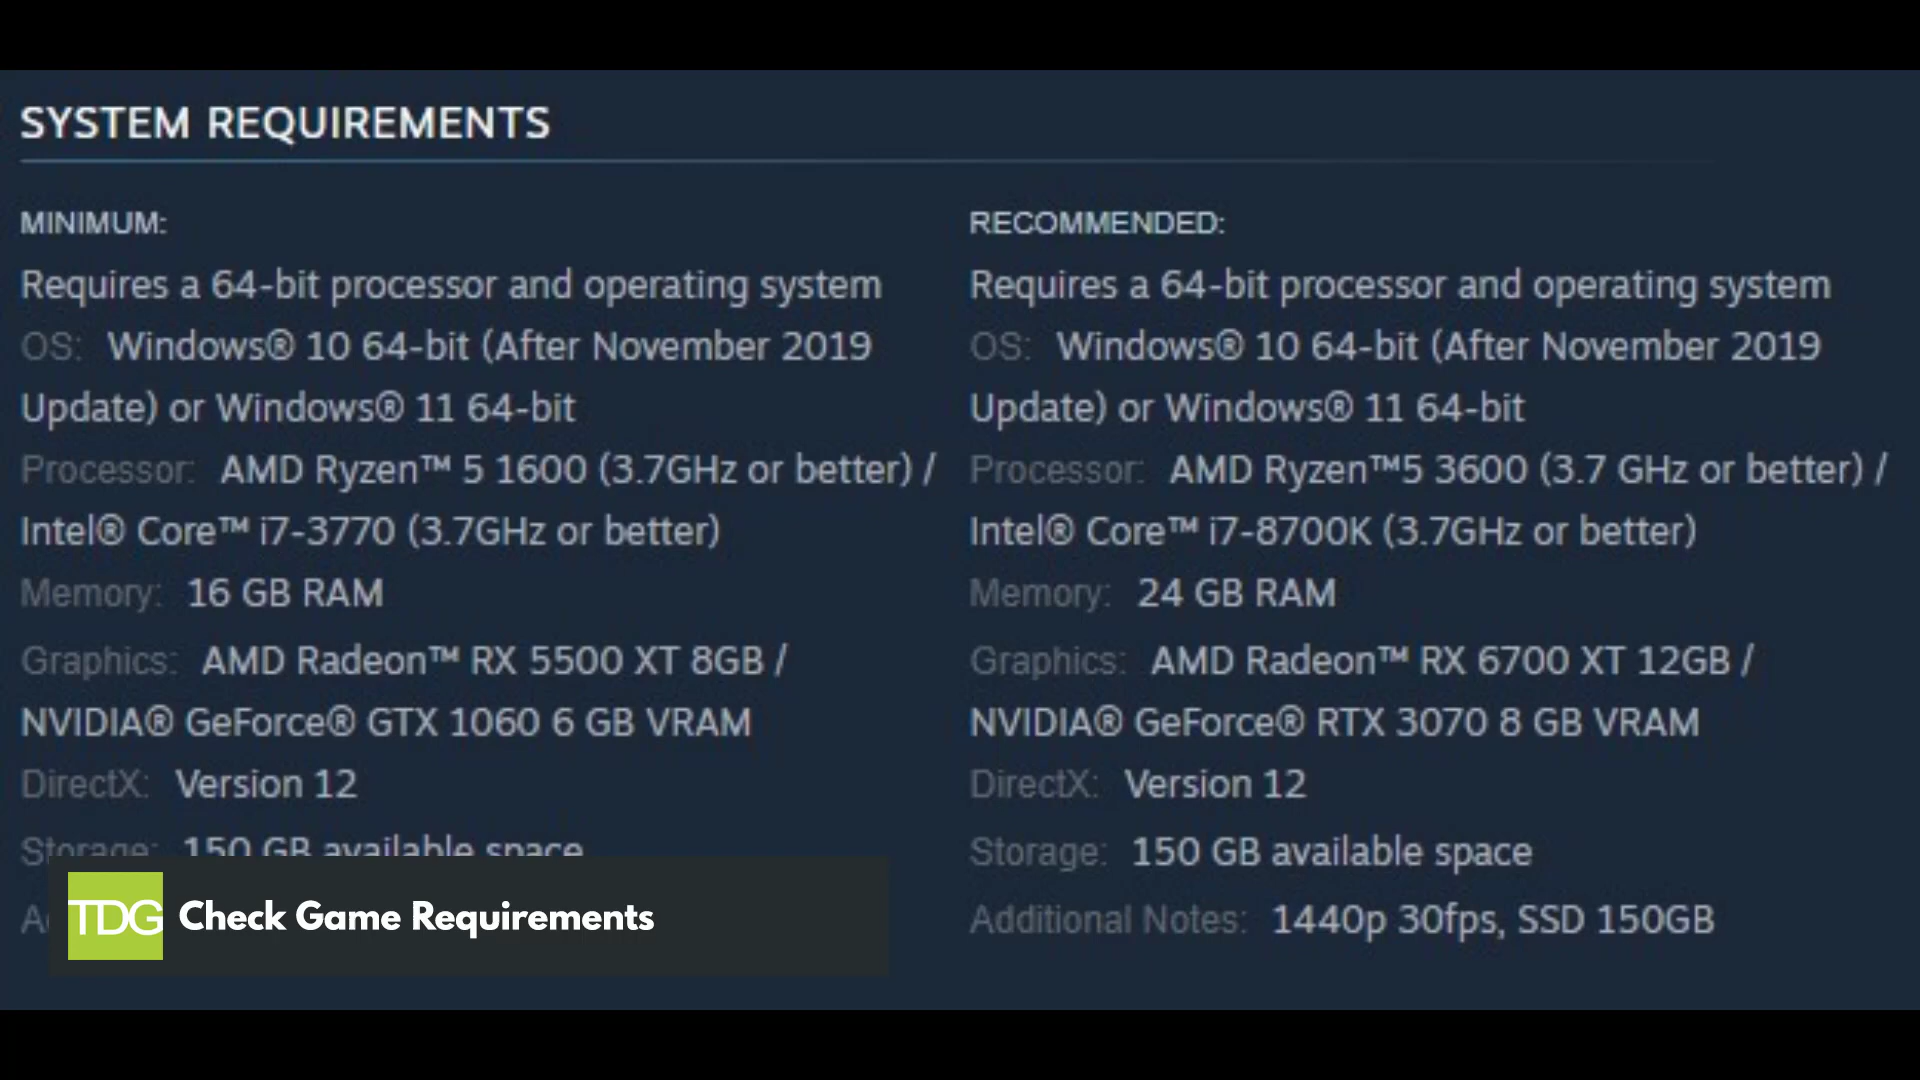 SYSTEM REQUIREMENTS
MINIMUM:
Requires a 64-bit processor and operating system
OS: Windows® 10 64-bit (After November 2019
Update) or Windows® 11 64-bit
Processor: AMD Ryzen™ 5 1600 (3.7GHz or better) /
Intel® Core™ i7-3770 (3.7GHz or better)
Memory: 16 GB RAM
Graphics: AMD Radeon™ RX 5500 XT 8GB /
NVIDIA® GeForce® GTX 1060 6 GB VRAM
DirectX: Version 12
Storage: 150 GB available space
RECOMMENDED:
Requires a 64-bit processor and operating system
OS: Windows® 10 64-bit (After November 2019
Update) or Windows® 11 64-bit
Processor: AMD Ryzen™5 3600 (3.7 GHz or better) /
Intel® Core™ i7-8700K (3.7GHz or better)
Memory: 24 GB RAM
Graphics: AMD Radeon™ RX 6700 XT 12GB /
NVIDIA® GeForce® RTX 3070 8 GB VRAM
DirectX: Version 12
Storage: 150 GB available space
Additional Notes: 1440p 30fps, SSD 150GB
TDG Check Game Requirements